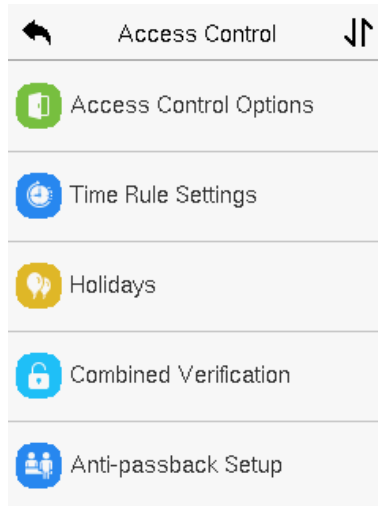 Access Control
Access Control Options
Time Rule Settings
Holidays
Combined Verification
Anti-passback Setup